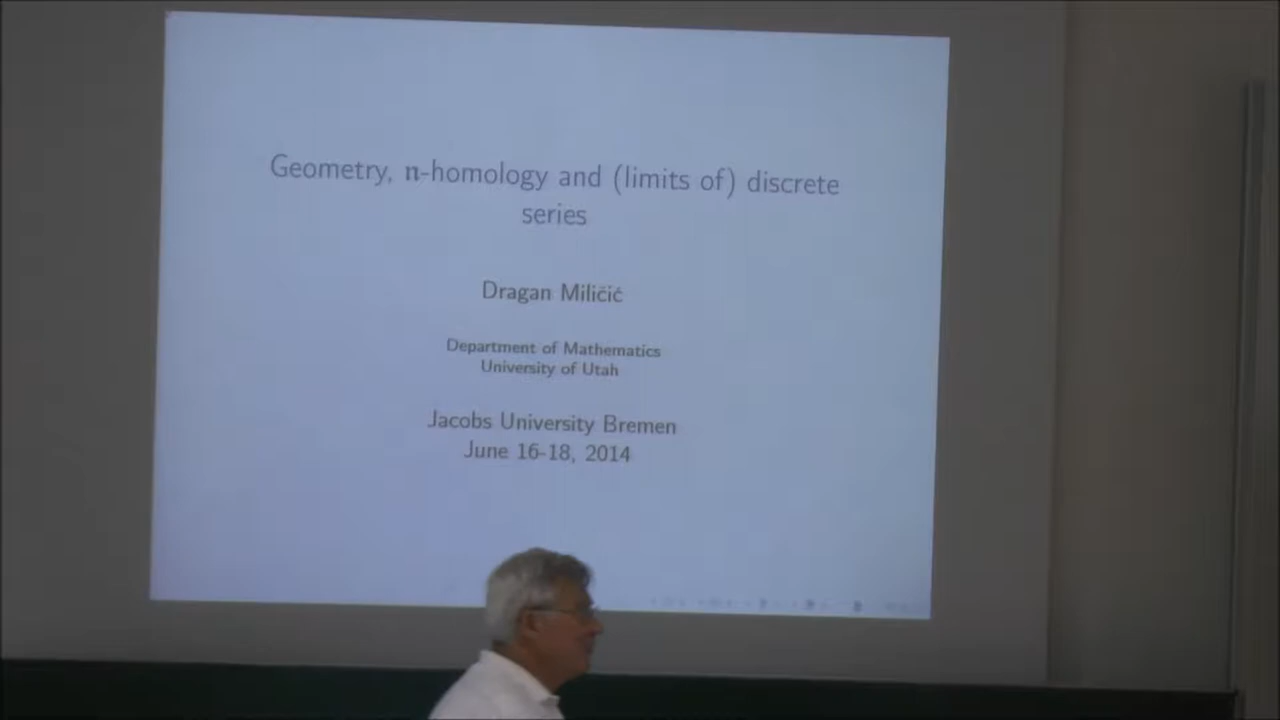 Geometry, n-homology and (limits of) discrete
series
Dragan Miličić
Department of Mathematics
University of Utah
Jacobs University Bremen
June 16-18, 2014